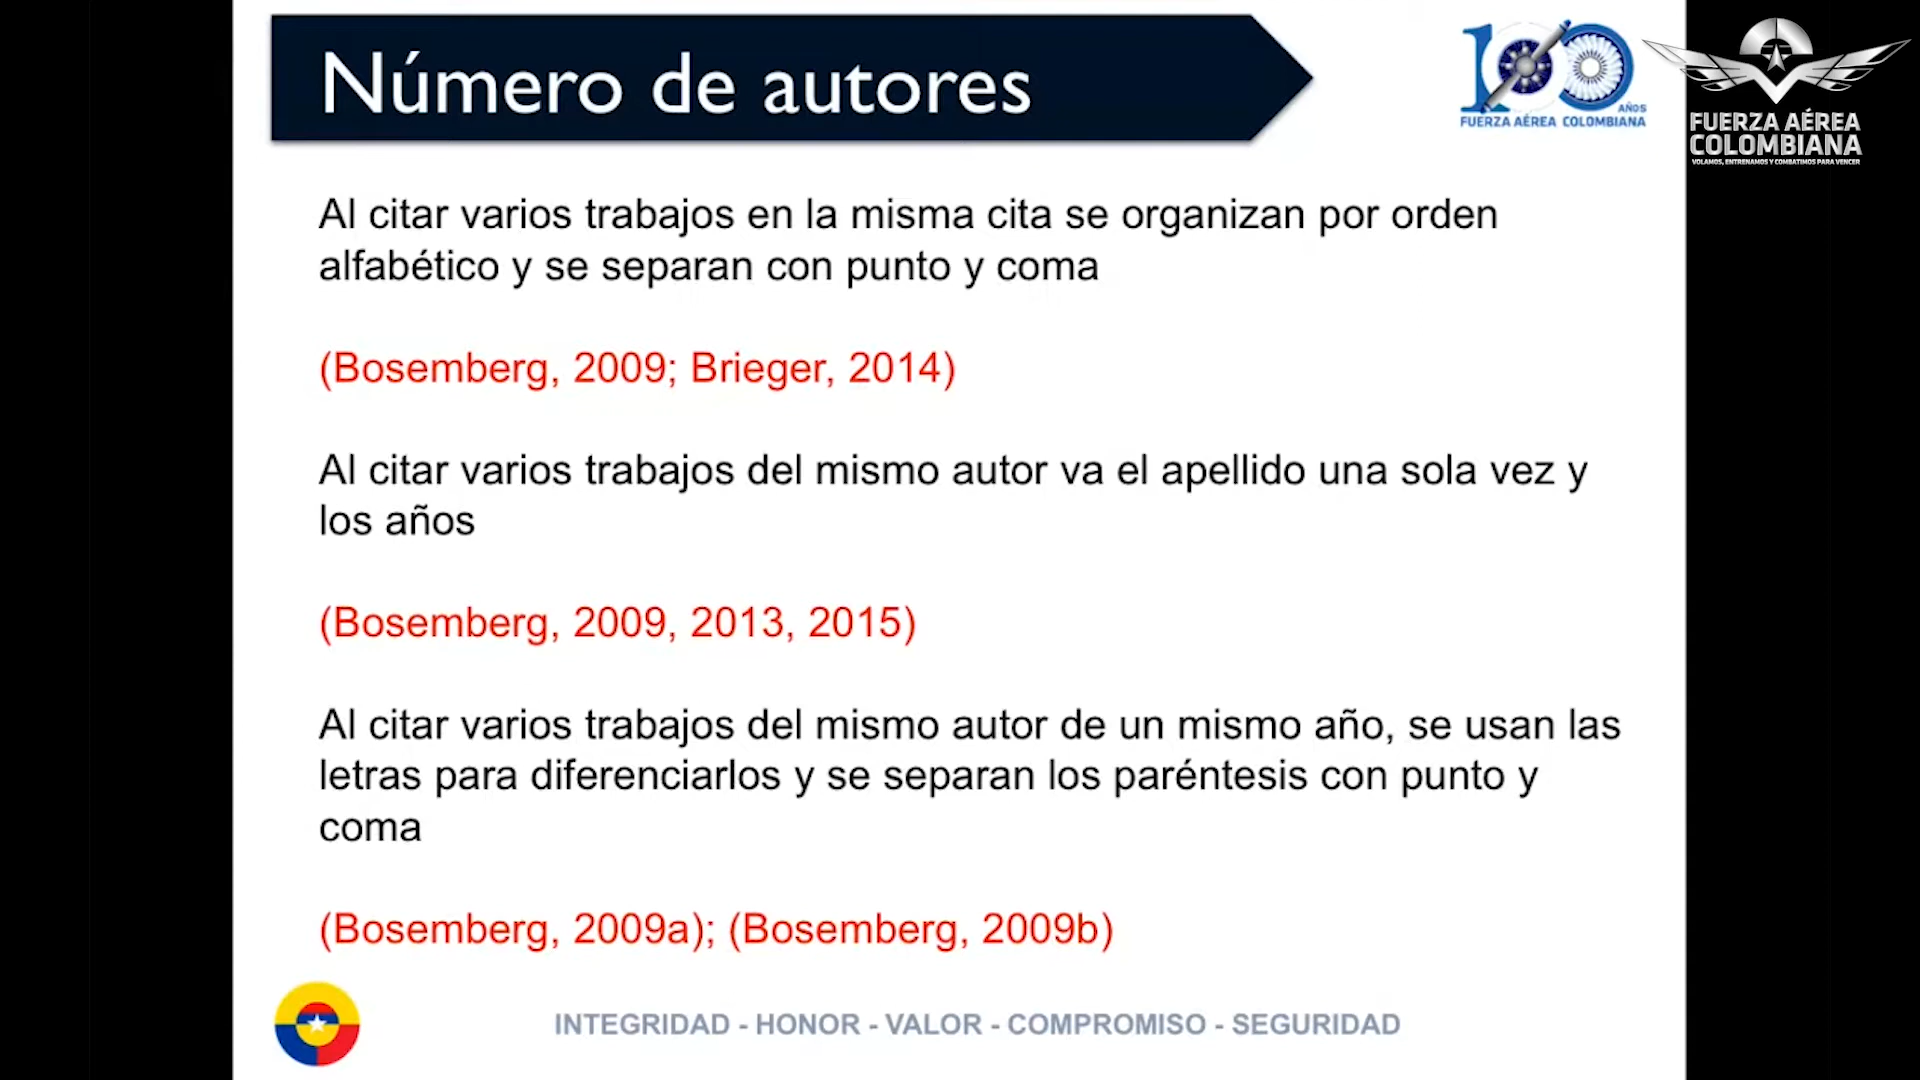 Número de autores
100 AÑOS
FUERZA AÉREA COLOMBIANA
FUERZA AÉREA
COLOMBIANA
VOLAMOS, ENTRENAMOS Y COMBATIMOS PARA VENCER
Al citar varios trabajos en la misma cita se organizan por orden
alfabético y se separan con punto y coma
(Bosemberg, 2009; Brieger, 2014)
Al citar varios trabajos del mismo autor va el apellido una sola vez y
los años
(Bosemberg, 2009, 2013, 2015)
Al citar varios trabajos del mismo autor de un mismo año, se usan las
letras para diferenciarlos y se separan los paréntesis con punto y
coma
(Bosemberg, 2009a); (Bosemberg, 2009b)
INTEGRIDAD - HONOR - VALOR - COMPROMISO - SEGURIDAD